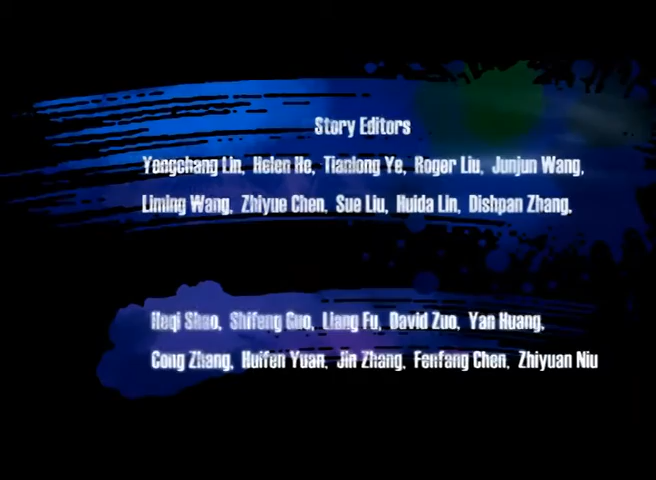 Story Editors
Yongchang Lin, Helen He, Tianlong Ye, Roger Liu, Junjun Wang,
Liming Wang, Zhiyue Chen, Sue Liu, Huida Lin, Dishpan Zhang,
Heqi Shao, Shifeng Guo, Liang Fu, David Zuo, Yan Huang,
Cong Zhang, Huifen Yuan, Jin Zhang, Fenfang Chen, Zhiyuan Niu